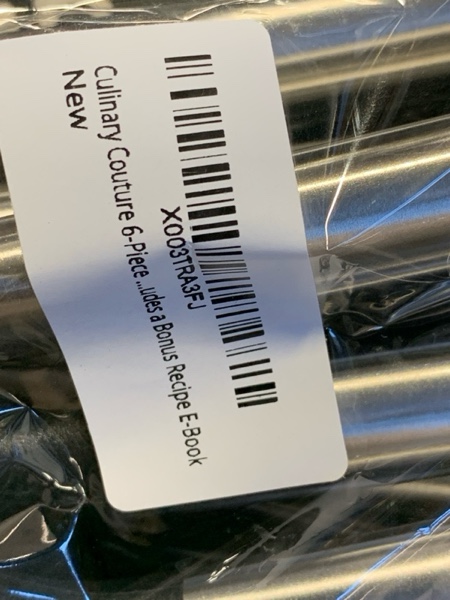 X003TRA3FJ
Culinary Couture 6-Piece ...udes a Bonus Recipe E-Book
New